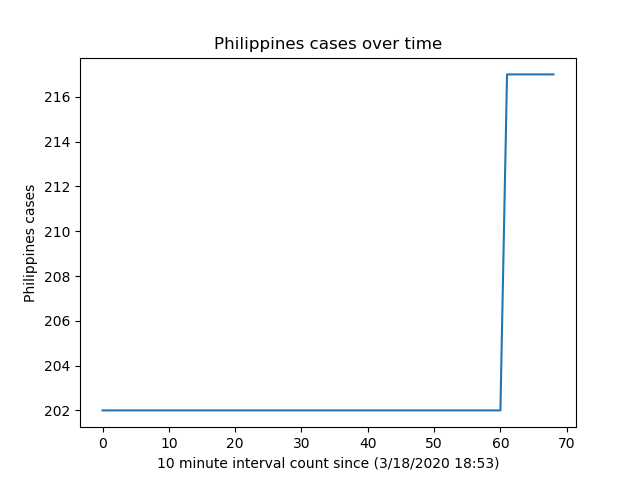 Philippines cases over time
Philippines cases
216
214
212
210
208
206
204
202
0 10 20 30 40 50 60 70
10 minute interval count since (3/18/2020 18:53)